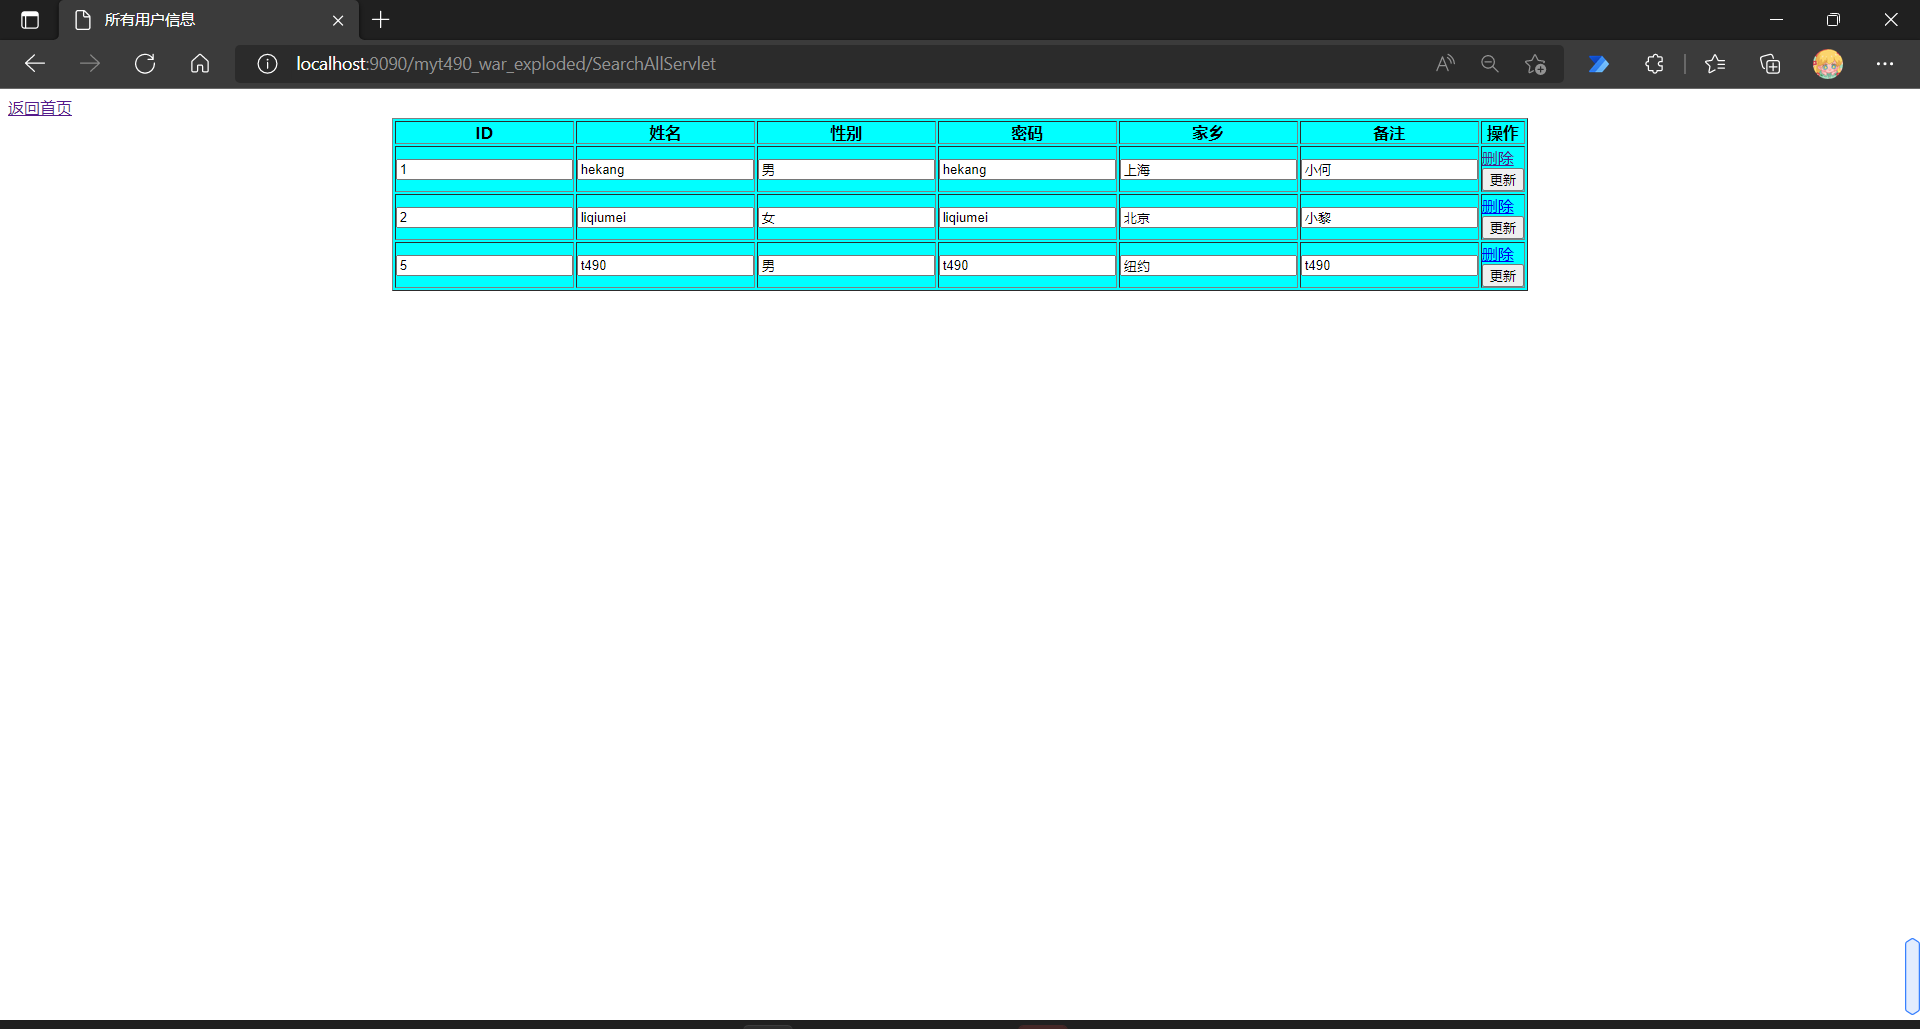 所有用户信息
localhost:9090/myt490_war_exploded/SearchAllServlet
返回首页
ID 姓名 性别 密码 家乡 备注 操作
1 hekang 男 hekang 上海 小何 删除
更新
2 liqiumei 女 liqiumei 北京 小黎 删除
更新
5 t490 男 t490 纽约 t490 删除
更新